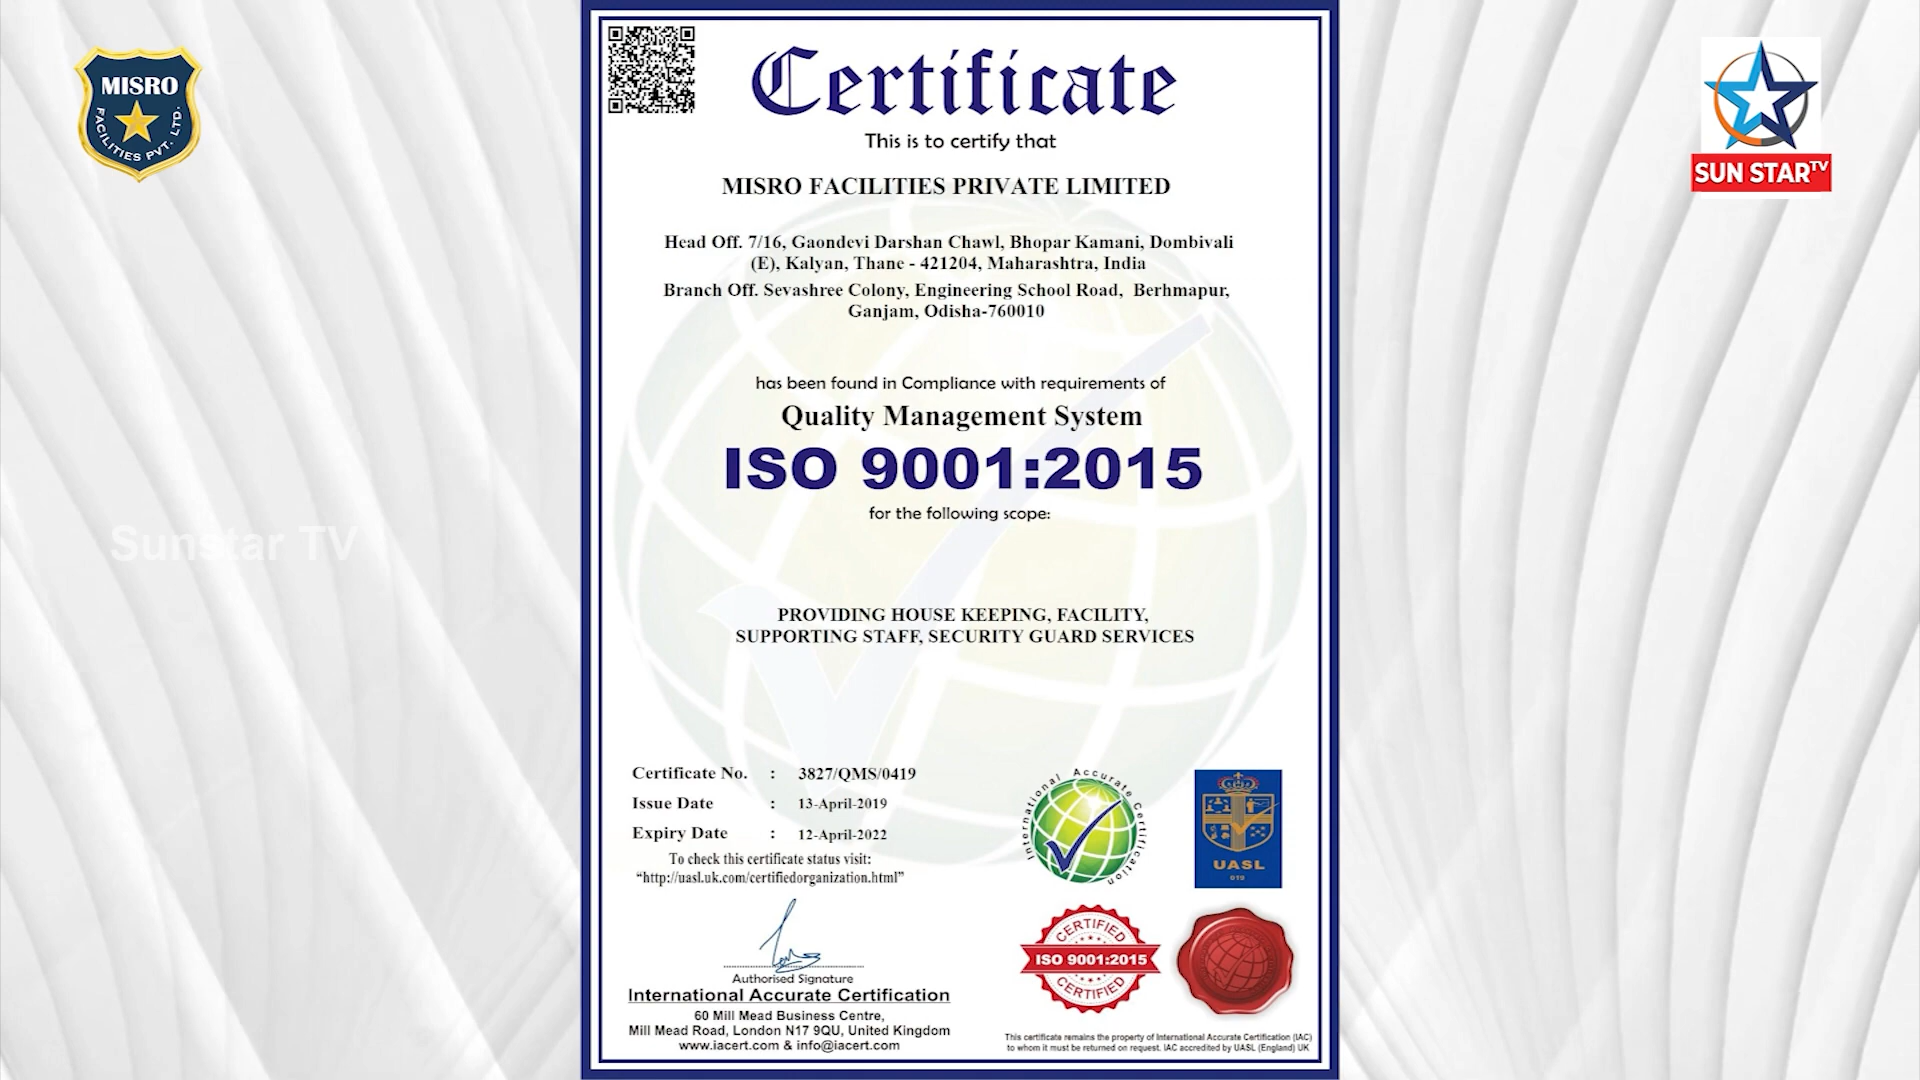 MISRO
FACILITIES PVT. LTD.
SUN STAR TV
Sunstar TV
Certificate
This is to certify that
MISRO FACILITIES PRIVATE LIMITED
Head Off. 7/16, Gaondevi Darshan Chawl, Bhopar Kamani, Dombivali
(E), Kalyan, Thane - 421204, Maharashtra, India
Branch Off. Sevashree Colony, Engineering School Road, Berhmapur,
Ganjam, Odisha-760010
has been found in Compliance with requirements of
Quality Management System
ISO 9001:2015
for the following scope:
PROVIDING HOUSE KEEPING, FACILITY,
SUPPORTING STAFF, SECURITY GUARD SERVICES
Certificate No. : 3827/QMS/0419
Issue Date : 13-April-2019
Expiry Date : 12-April-2022
To check this certificate status visit:
“http://uasl.uk.com/certifiedorganization.html”
Authorised Signature
International Accurate Certification
60 Mill Mead Business Centre,
Mill Mead Road, London N17 9QU, United Kingdom
www.iacert.com & info@iacert.com
International Accurate Certification
UASL
010
CERTIFIED
ISO 9001:2015
CERTIFIED
This certificate remains the property of International Accurate Certification (IAC)
to whom it must be returned on request. IAC accredited by UASL (England) UK